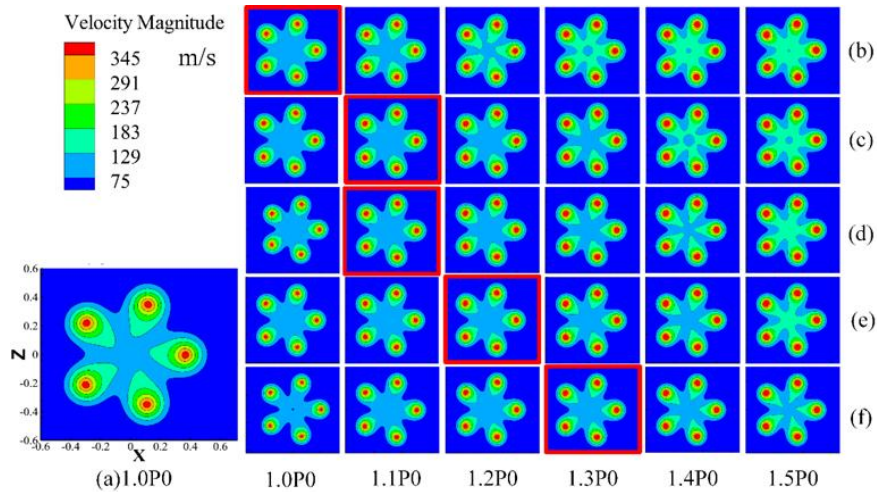 Velocity Magnitude
345
m/s
291
237
183
129
75
(b)
(c)
(d)
(e)
(f)
0.6
0.4
0.2
0
-0.2
-0.4
-0.6
Z
-0.6 -0.4 -0.2 0.0 0.2 0.4 0.6
X
(a)1.0P0
1.0P0 1.1P0 1.2P0 1.3P0 1.4P0 1.5P0